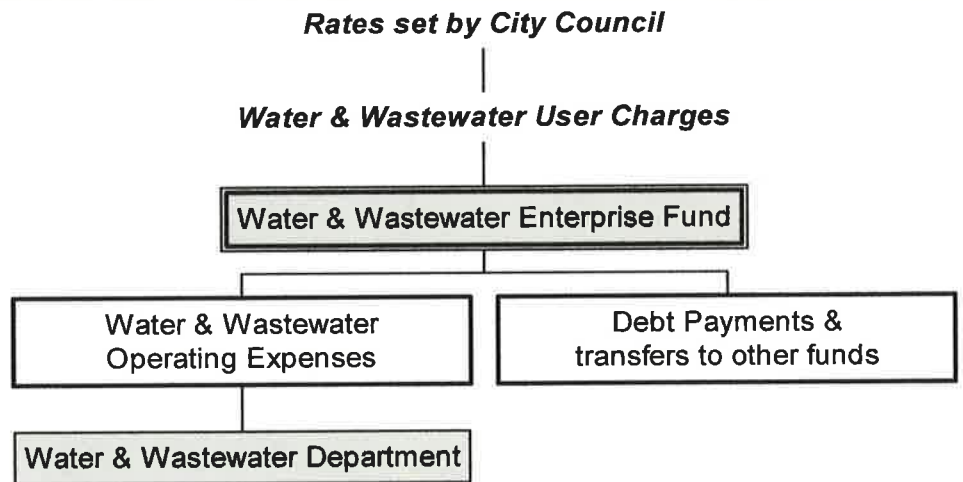 Rates set by City Council
Water & Wastewater User Charges
Water & Wastewater Enterprise Fund
Water & Wastewater
Operating Expenses
Debt Payments &
transfers to other funds
Water & Wastewater Department